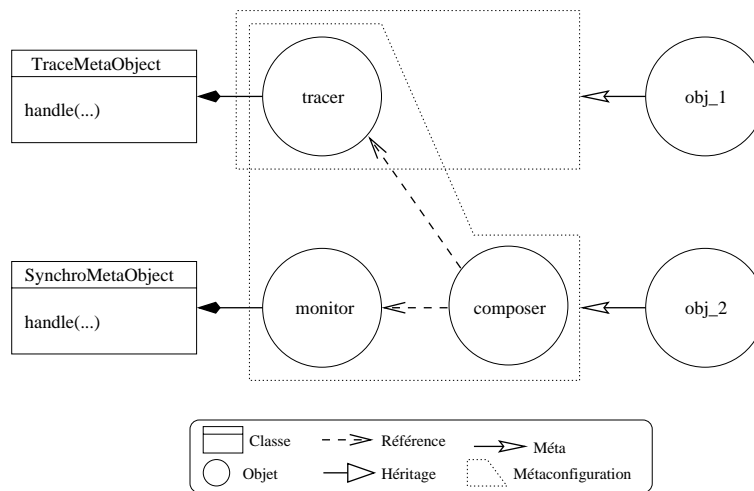 TraceMetaObject
handle(...)
tracer
obj_1
SynchroMetaObject
handle(...)
monitor
composer
obj_2
Classe
Référence
Méta
Objet
Héritage
Métaconfiguration